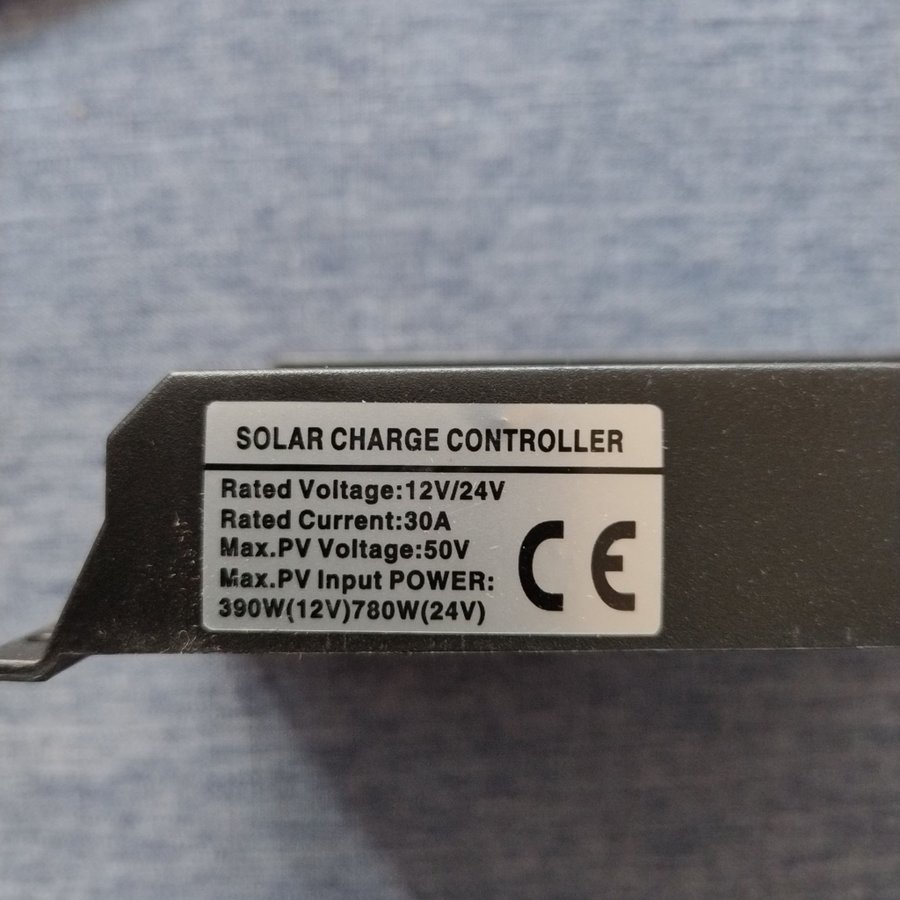 SOLAR CHARGE CONTROLLER
Rated Voltage:12V/24V
Rated Current:30A
Max.PV Voltage:50V
Max.PV Input POWER:
390W(12V)780W(24V)
CE